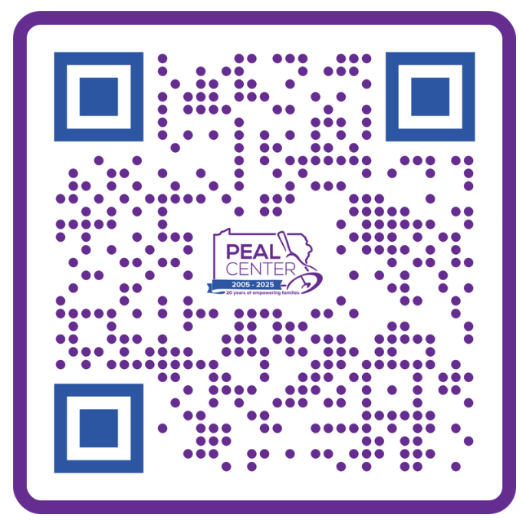 PEAL
CENTER
2005 - 2025
20 years of empowering families